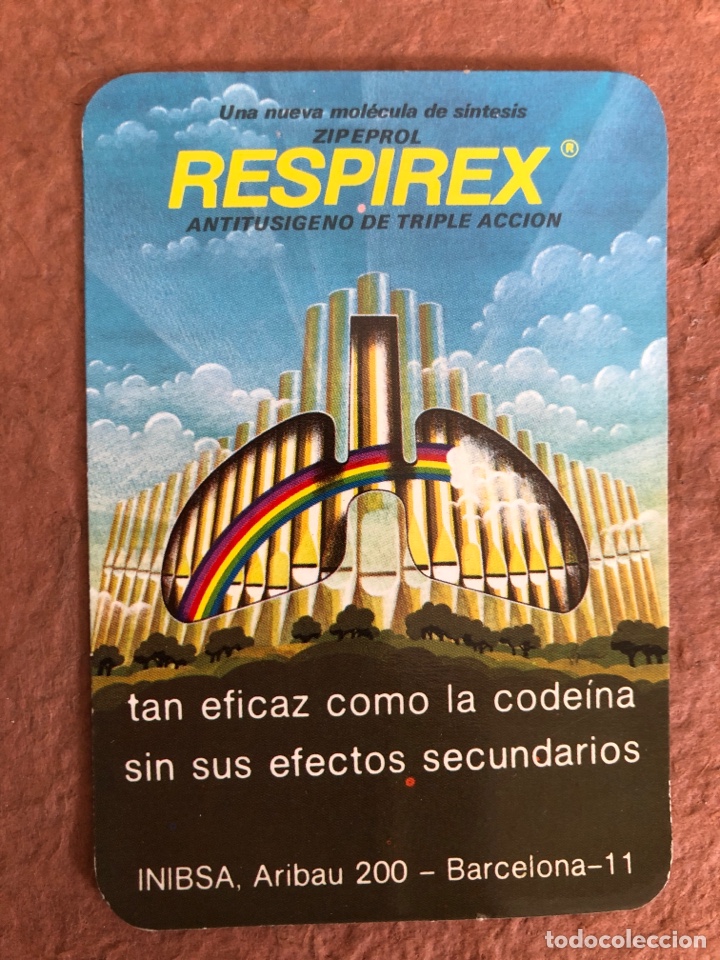 Una nueva molécula de síntesis
ZIPEPROL
RESPIREX ®
ANTITUSIGENO DE TRIPLE ACCION
tan eficaz como la codeína
sin sus efectos secundarios
INIBSA, Aribau 200 – Barcelona–11
todocoleccion